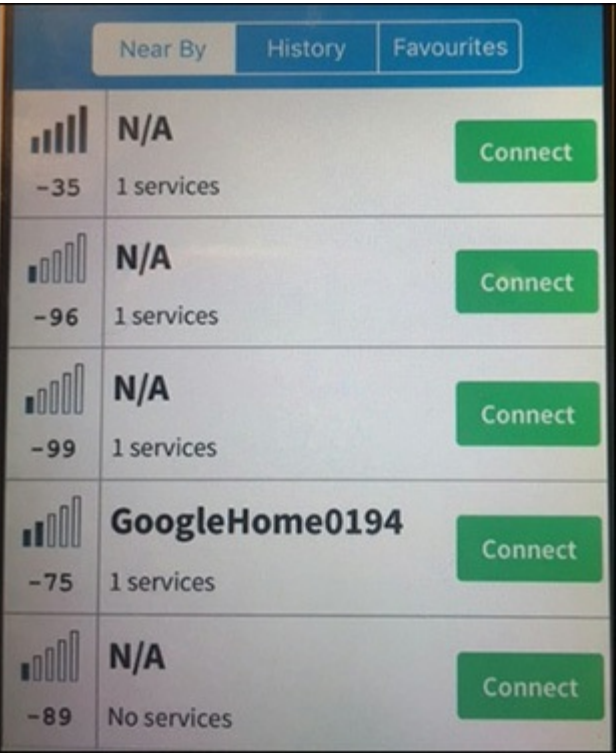 Near By
History
Favourites
N/A
Connect
-35
1 services
N/A
Connect
-96
1 services
N/A
Connect
-99
1 services
GoogleHome0194
Connect
-75
1 services
N/A
Connect
-89
No services